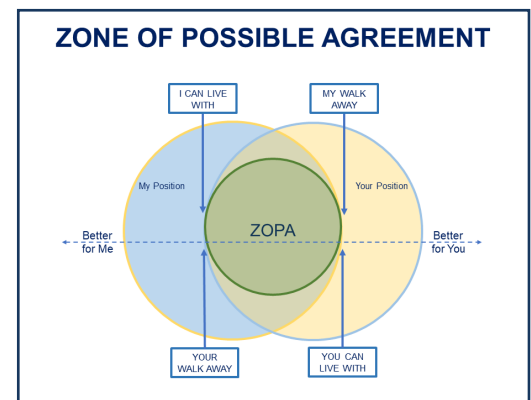 ZONE OF POSSIBLE AGREEMENT
I CAN LIVE
WITH
MY WALK
AWAY
My Position
Your Position
ZOPA
Better
for Me
Better
for You
YOUR
WALK AWAY
YOU CAN
LIVE WITH